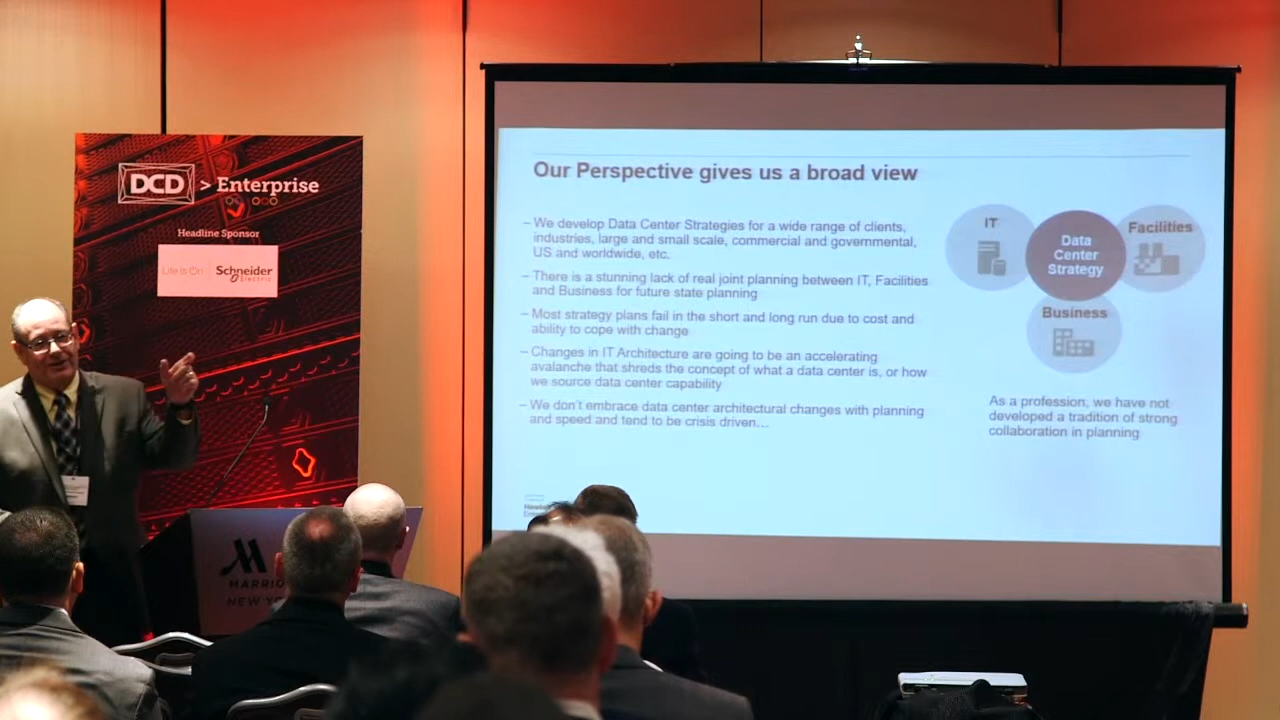 DCD > Enterprise
Headline Sponsor
Life Is On | Schneider
Electric
MARRIO
NEW YO
Our Perspective gives us a broad view
– We develop Data Center Strategies for a wide range of clients,
industries, large and small scale, commercial and governmental,
US and worldwide, etc.
– There is a stunning lack of real joint planning between IT, Facilities
and Business for future state planning
– Most strategy plans fail in the short and long run due to cost and
ability to cope with change
– Changes in IT Architecture are going to be an accelerating
avalanche that shreds the concept of what a data center is, or how
we source data center capability
– We don't embrace data center architectural changes with planning
and speed and tend to be crisis driven…
IT
Data
Center
Strategy
Facilities
Business
As a profession, we have not
developed a tradition of strong
collaboration in planning